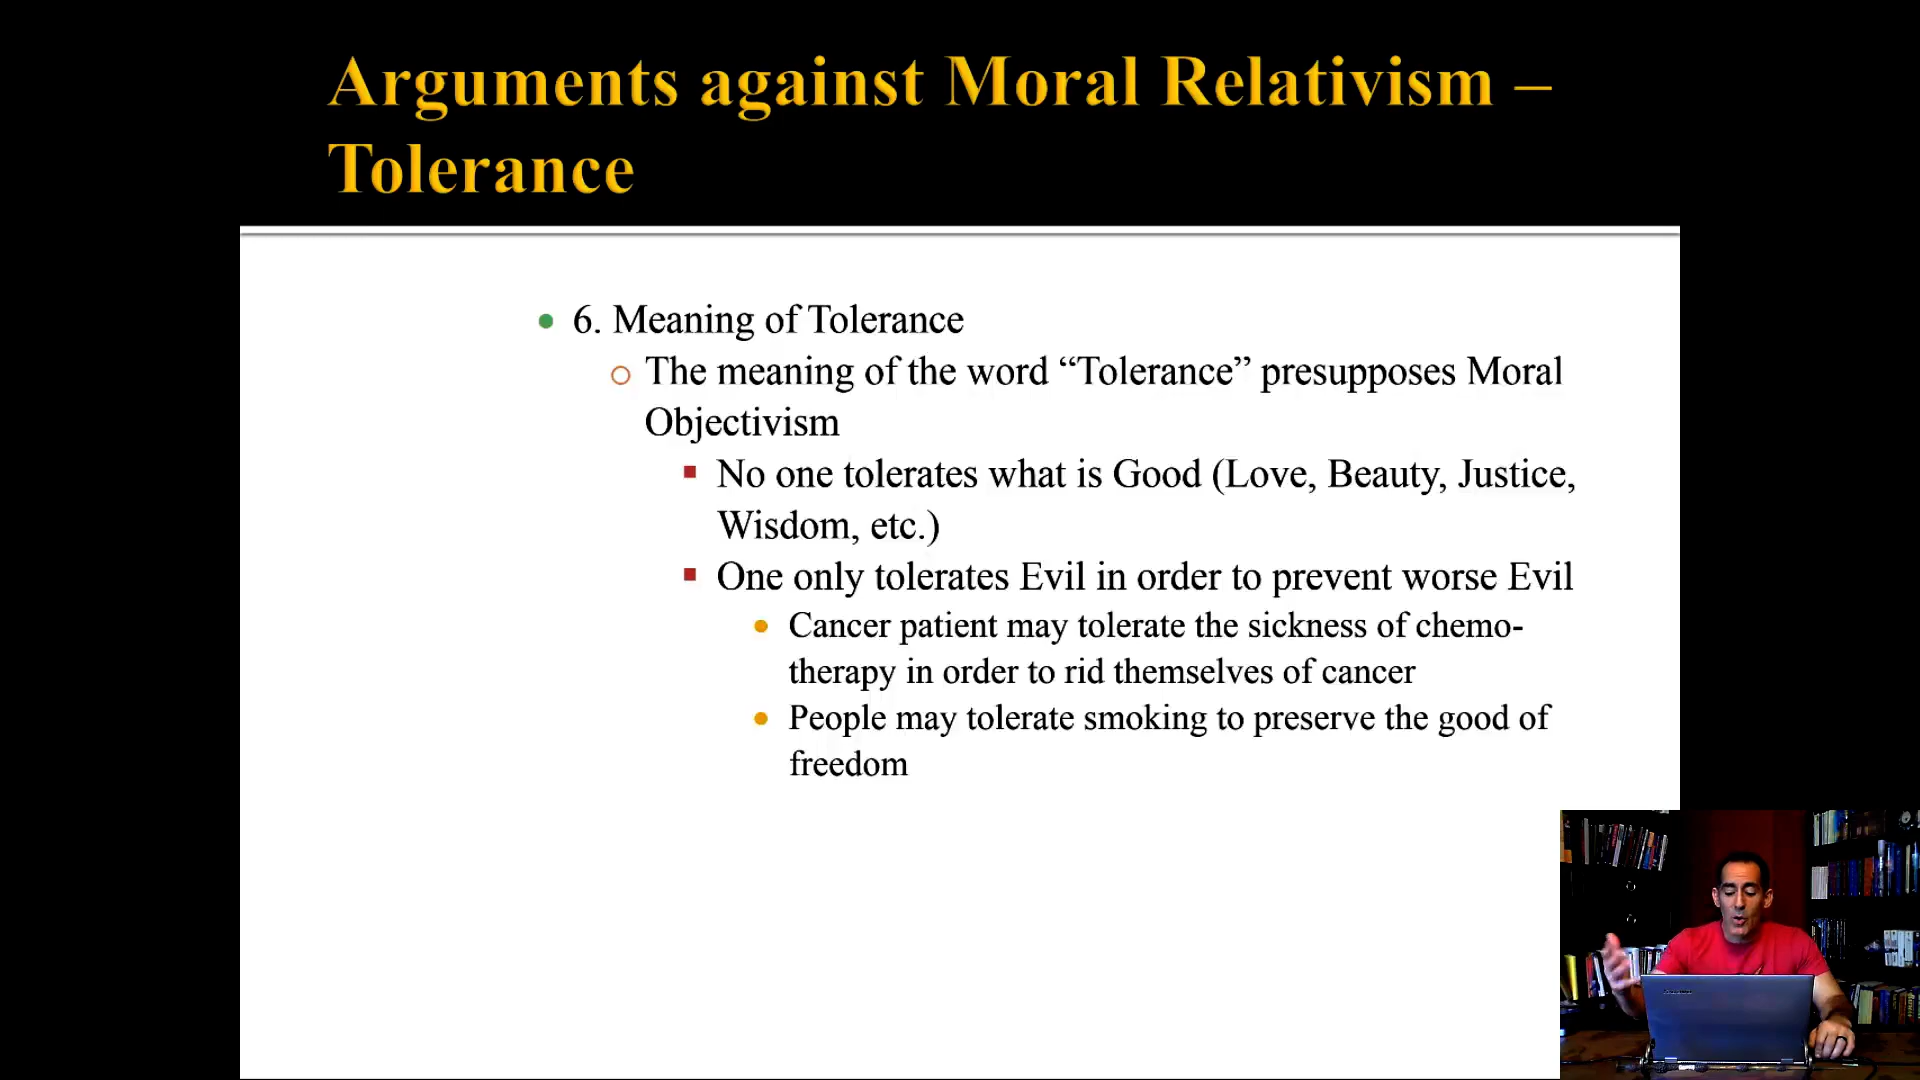 Arguments against Moral Relativism –
Tolerance
6. Meaning of Tolerance
The meaning of the word “Tolerance” presupposes Moral
Objectivism
No one tolerates what is Good (Love, Beauty, Justice,
Wisdom, etc.)
One only tolerates Evil in order to prevent worse Evil
Cancer patient may tolerate the sickness of chemo-
therapy in order to rid themselves of cancer
People may tolerate smoking to preserve the good of
freedom